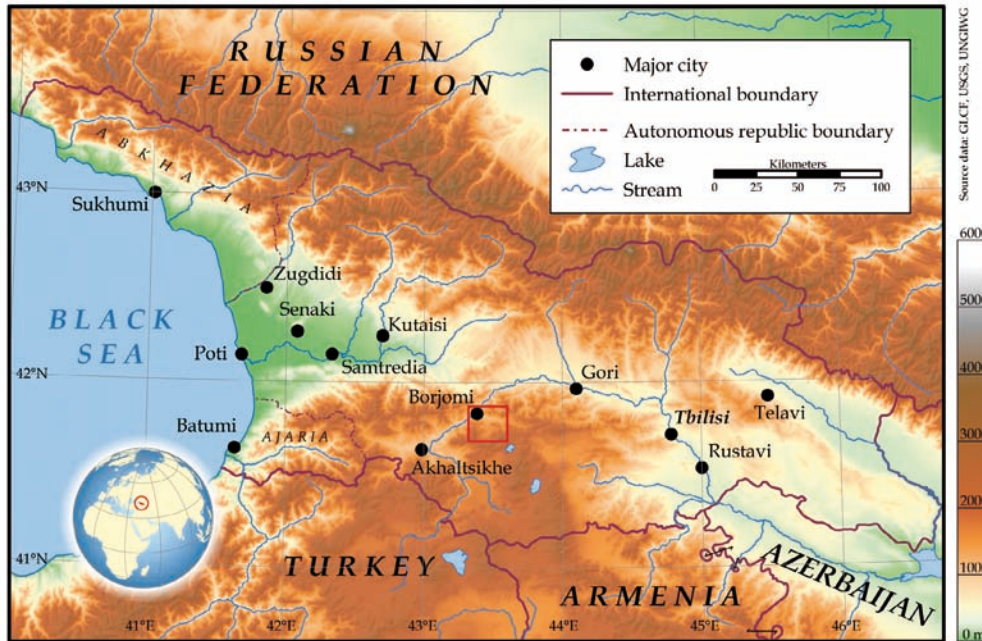 RUSSIAN
FEDERATION
Major city
International boundary
Autonomous republic boundary
Lake
Stream
Kilometers
0 25 50 75 100
Source data: GLCF, USGS, UNGIWG
ABKHAZIA
43°N
Sukhumi
Zugdidi
Senaki
Kutaisi
BLACK
SEA
Poti
Samtredia
42°N
Gori
Borjomi
Tbilisi
Telavi
Batumi
AJARIA
Akhaltsikhe
Rustavi
41°N
TURKEY
ARMENIA
AZERBAIJAN
41°E
42°E
43°E
44°E
45°E
46°E
600
500
4000
3000
2000
1000
0 m